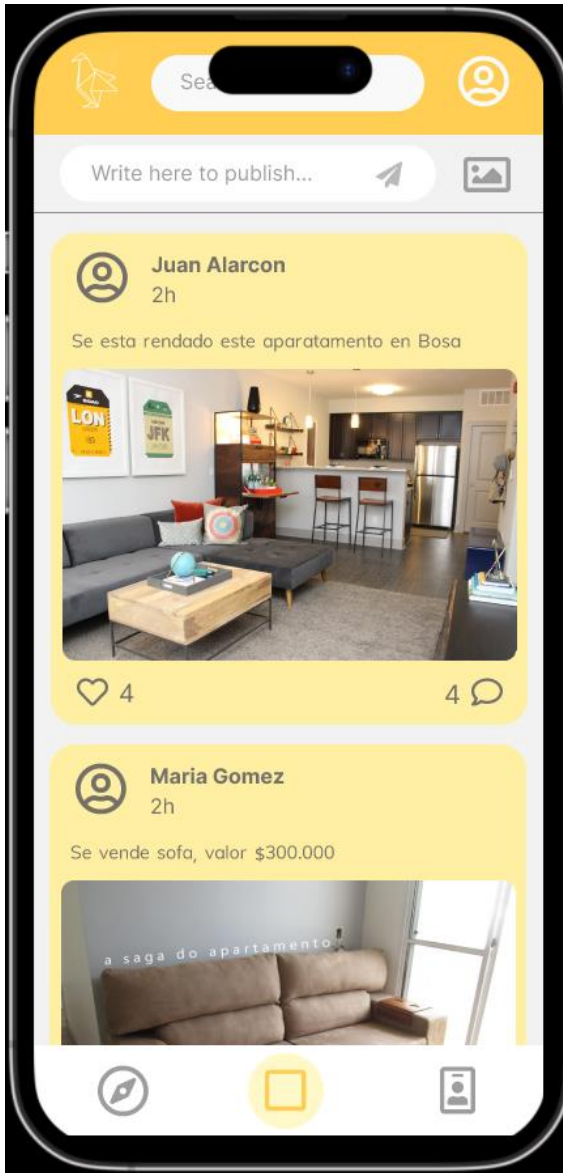 Write here to publish...
Juan Alarcon
2h
Se esta rendado este aparatamento en Bosa
LON
JFK
4
4
Maria Gomez
2h
Se vende sofa, valor $300.000
a saga do apartamento